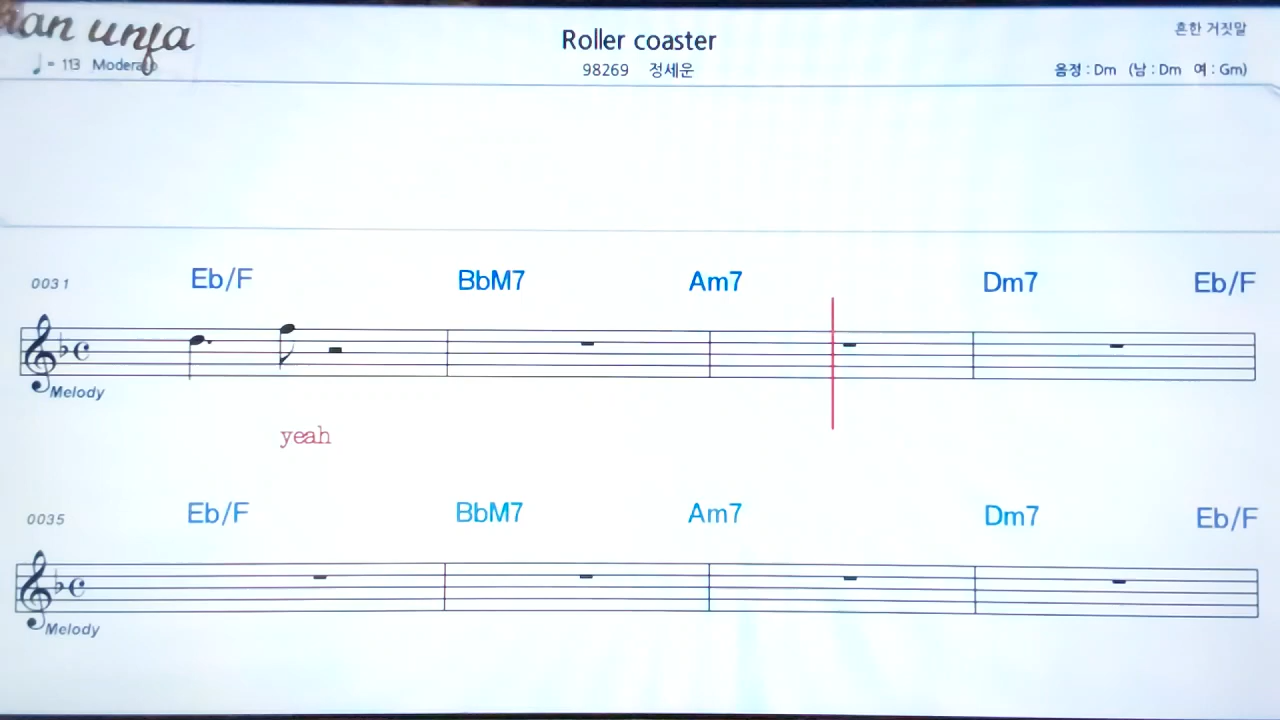 unja
Roller coaster
흔한 거짓말
♩= 113 Moderato
98269 정세운
음정 : Dm (남 : Dm 여 : Gm)
0031 Eb/F BbM7 Am7 Dm7 Eb/F
Melody
yeah
0035 Eb/F BbM7 Am7 Dm7 Eb/F
Melody